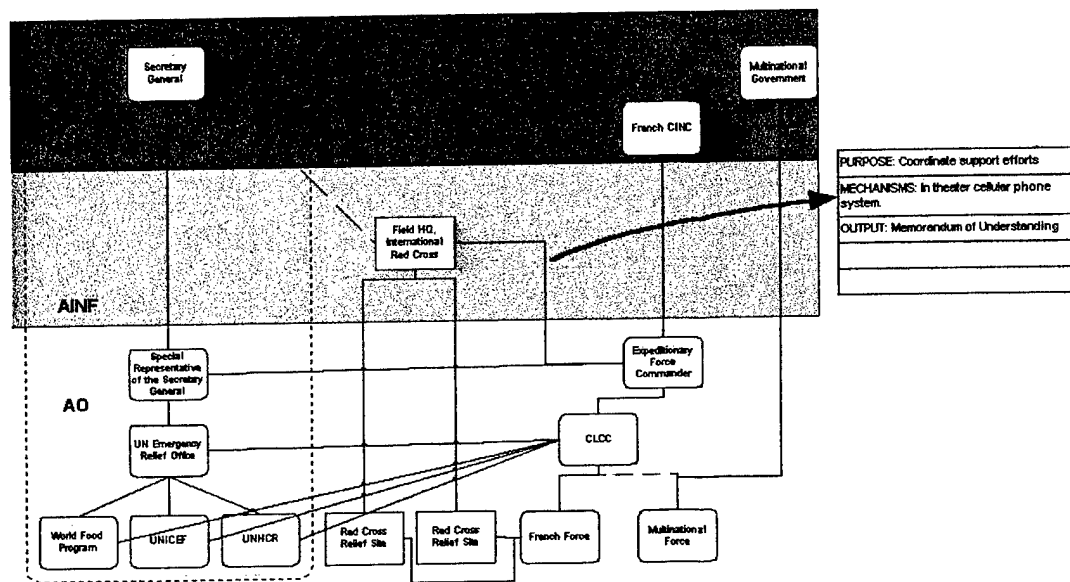 Secretary
General
Multinational
Government
French CINC
PURPOSE: Coordinate support efforts
MECHANISMS: In theater cellular phone
system.
OUTPUT: Memorandum of Understanding
Field HQ,
International
Red Cross
AINF
Special
Representative
of the Secretary
General
Expeditionary
Force
Commander
AO
UN Emergency
Relief Office
CLCC
World Food
Program
UNICEF
UNHCR
Red Cross
Relief Site
Red Cross
Relief Site
French Force
Multinational
Force